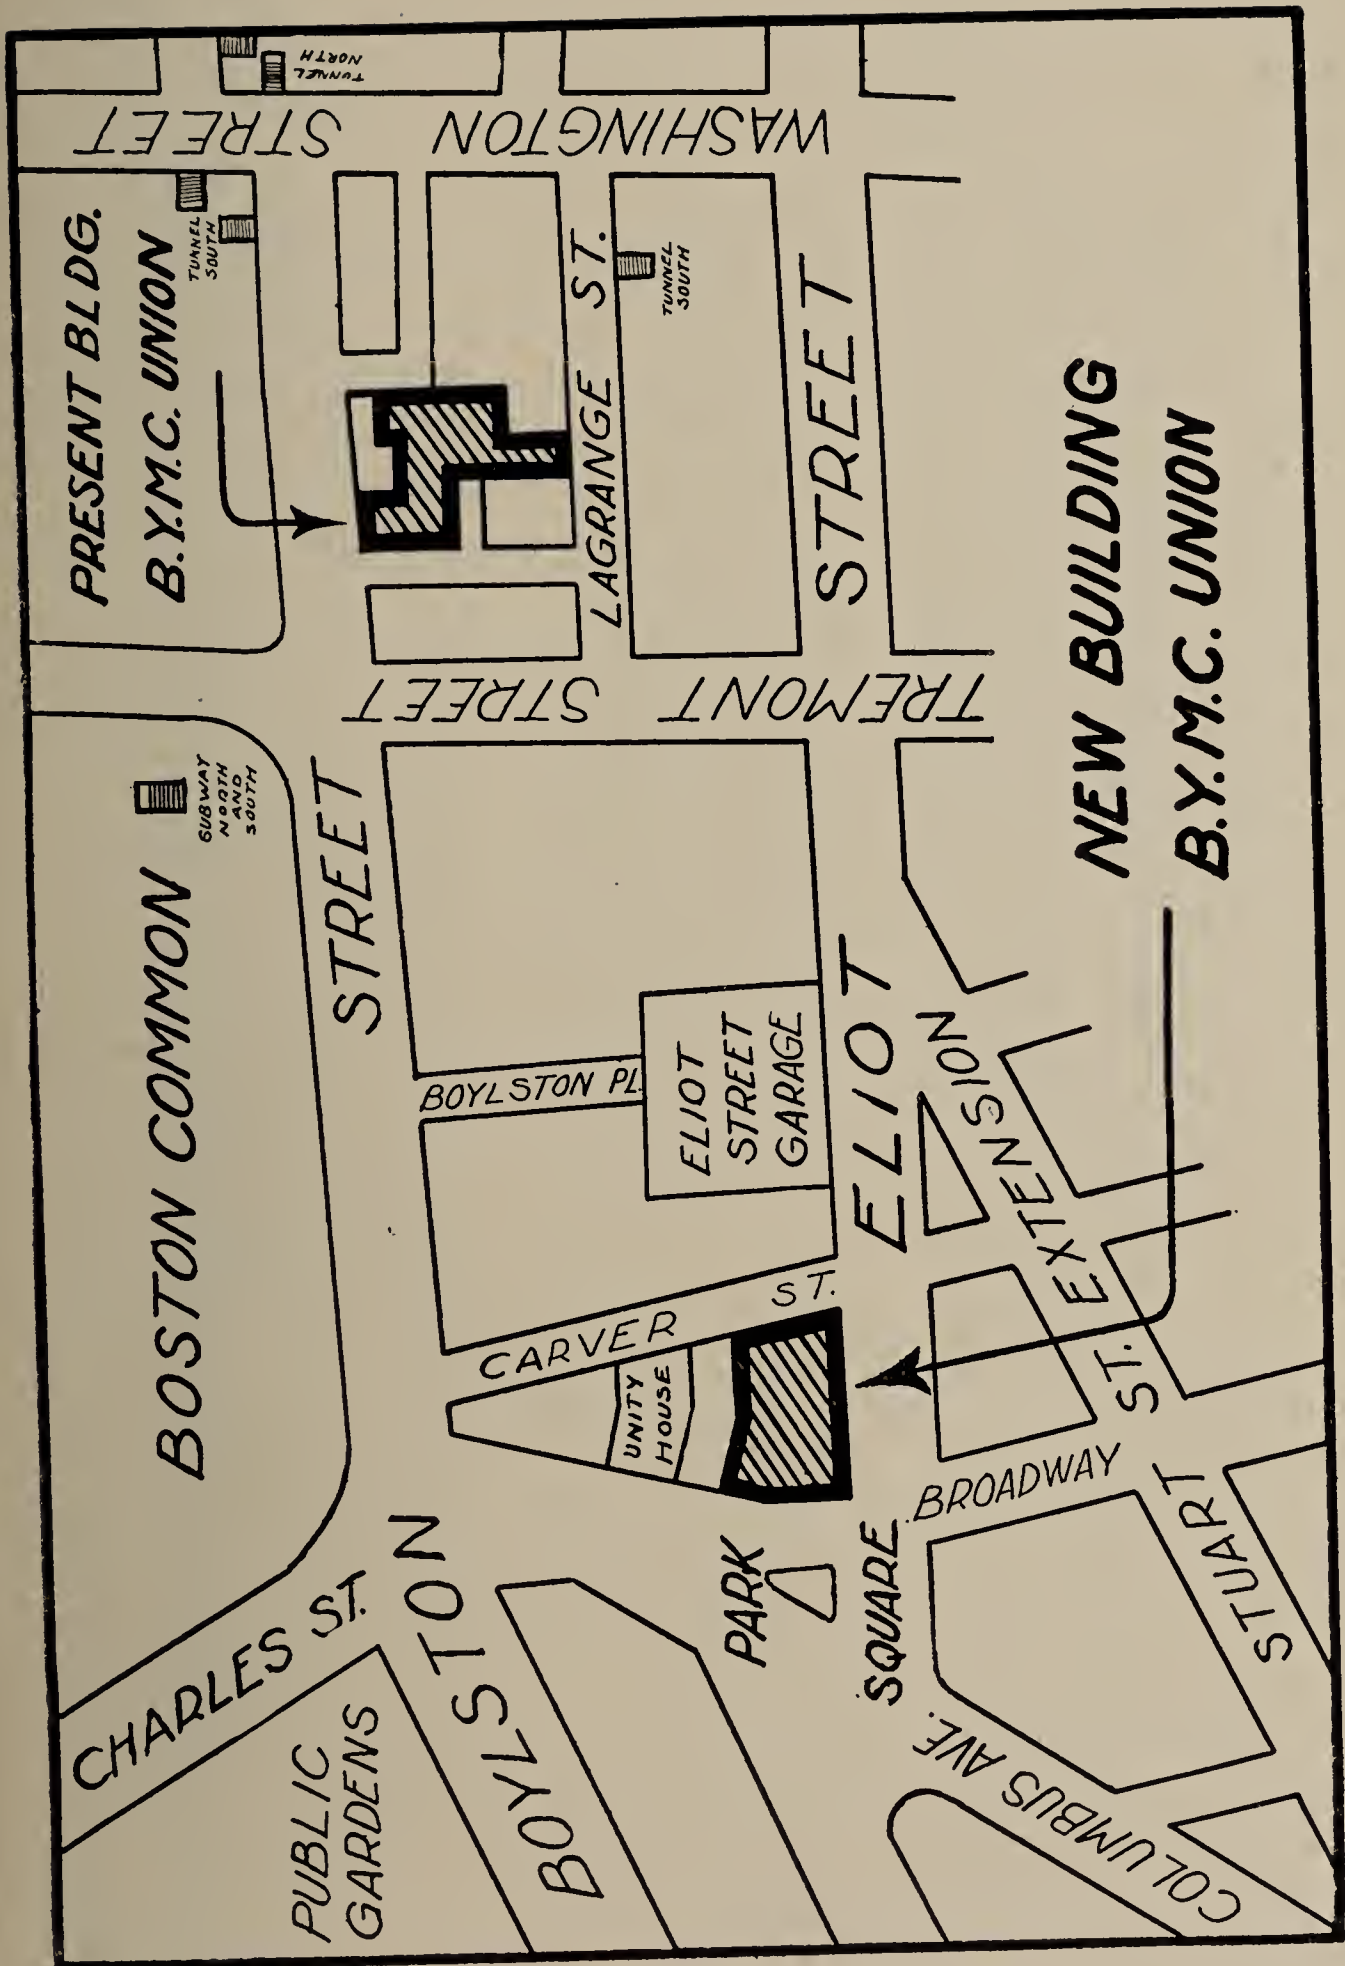 CHARLES ST.
PUBLIC
GARDENS
BOSTON COMMON
SUBWAY
NORTH
AND
SOUTH
PRESENT BLDG.
B.Y.M.C. UNION
TUNNEL
SOUTH
TUNNEL
NORTH
BOYLSTON STREET
WASHINGTON STREET
TREMONT STREET
LAGRANGE ST.
TUNNEL
SOUTH
BOYLSTON PL.
ELIOT
STREET
GARAGE
CARVER ST.
UNITY
HOUSE
ELIOT STREET
PARK
SQUARE
BROADWAY
COLUMBUS AVE.
STUART ST. EXTENSION
NEW BUILDING
B.Y.M.C. UNION